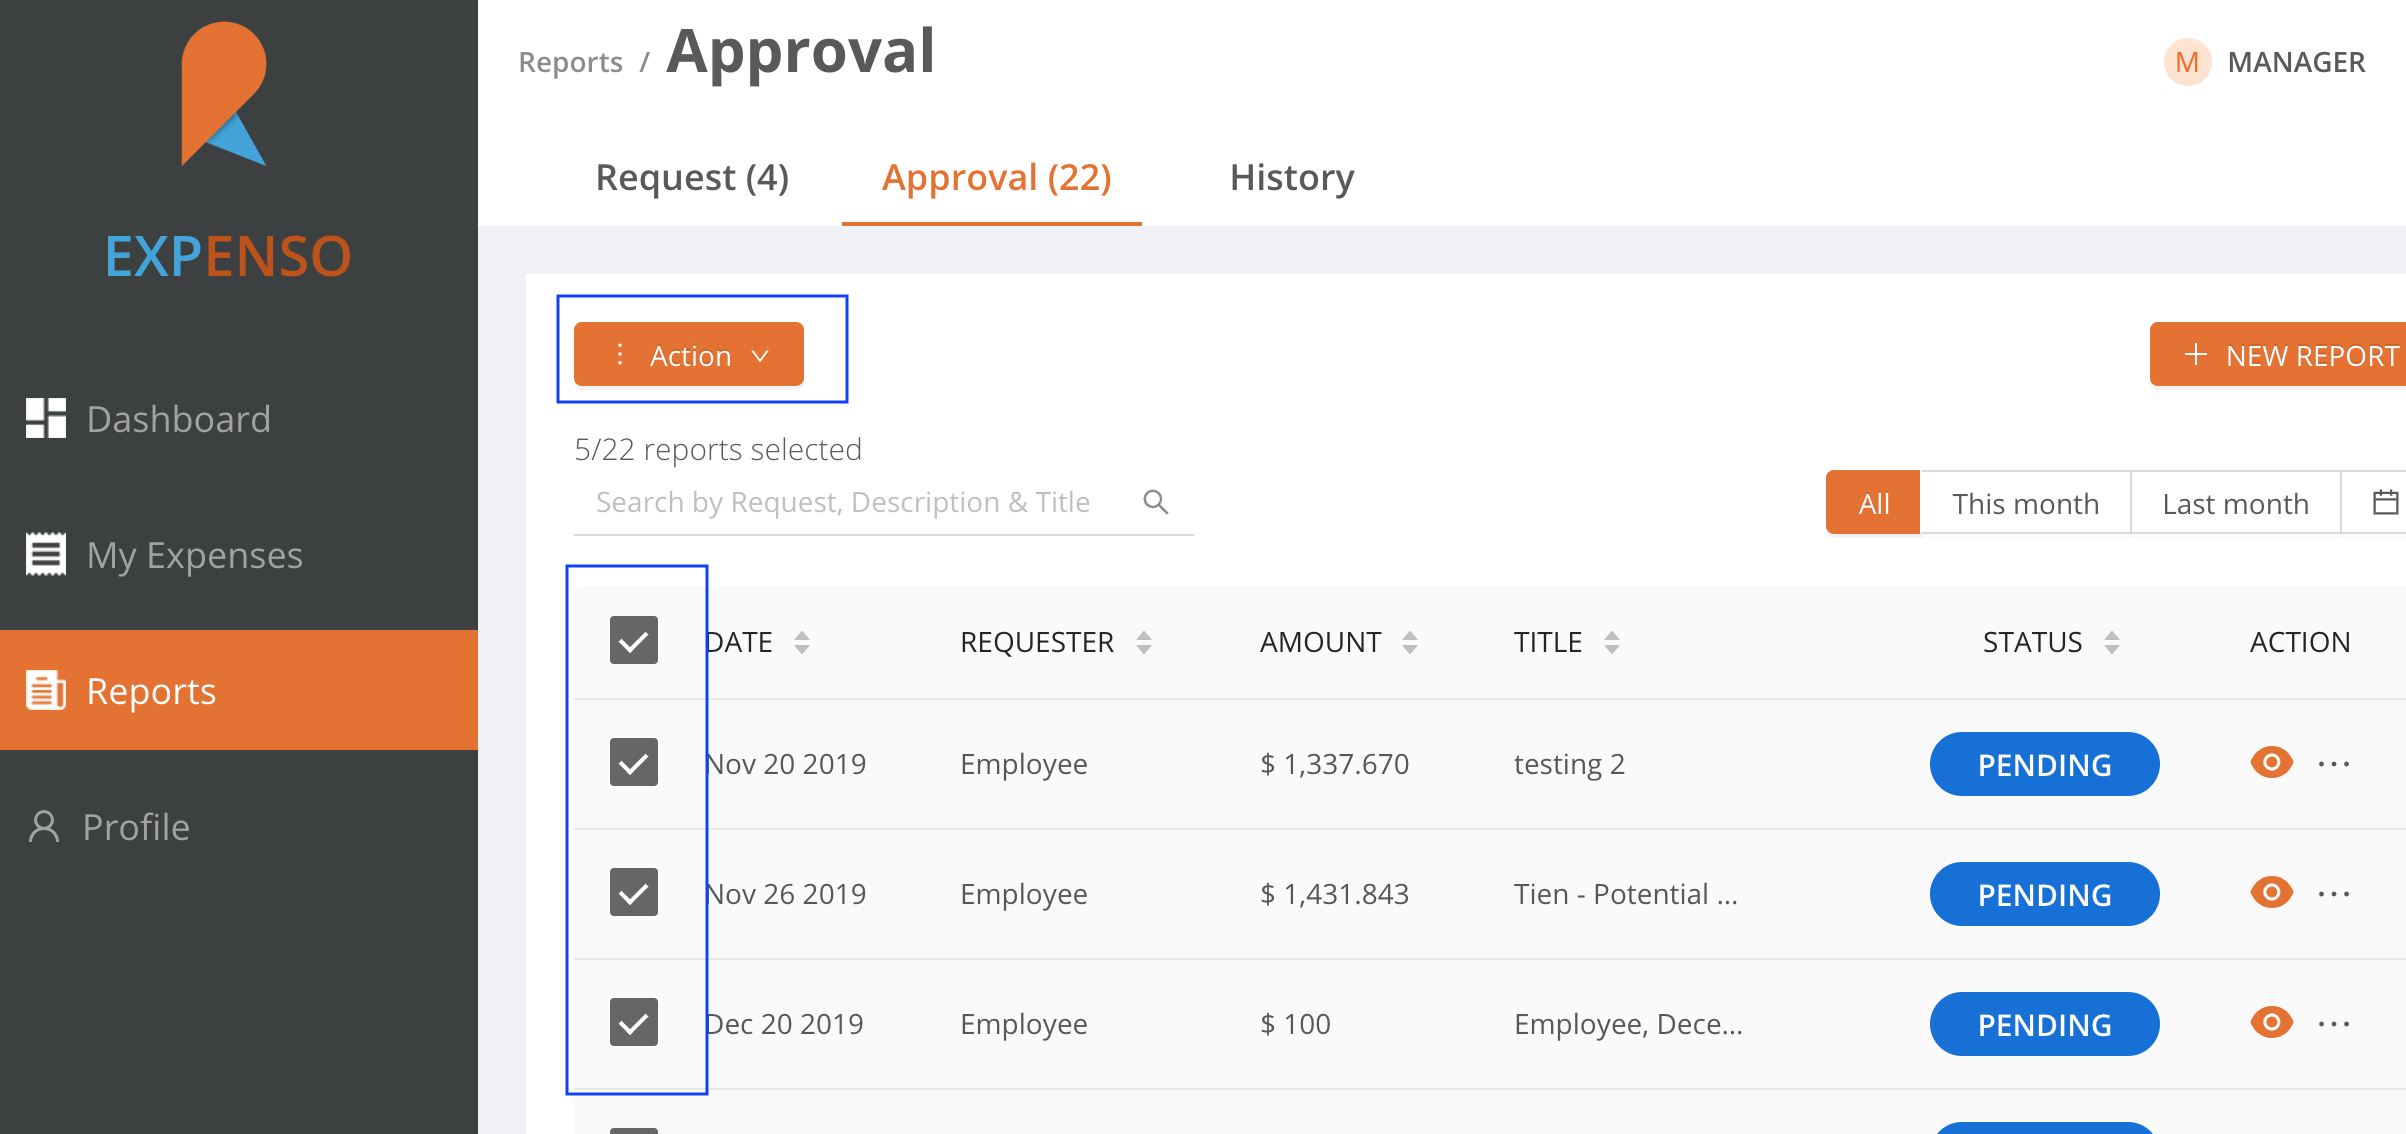 Reports / Approval
M MANAGER
EXPENSO
Request (4) Approval (22) History
Action
+ NEW REPORT
5/22 reports selected
Search by Request, Description & Title
All This month Last month
Dashboard
My Expenses
Reports
Profile
DATE REQUESTER AMOUNT TITLE STATUS ACTION
Nov 20 2019 Employee $ 1,337.670 testing 2 PENDING ...
Nov 26 2019 Employee $ 1,431.843 Tien - Potential ... PENDING ...
Dec 20 2019 Employee $ 100 Employee, Dece... PENDING ...